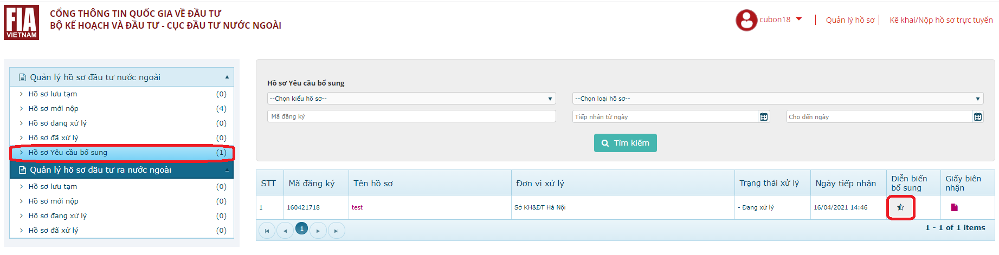 FIA
VIETNAM
CỔNG THÔNG TIN QUỐC GIA VỀ ĐẦU TƯ
BỘ KẾ HOẠCH VÀ ĐẦU TƯ - CỤC ĐẦU TƯ NƯỚC NGOÀI
cubon18
Quản lý hồ sơ
Kê khai/Nộp hồ sơ trực tuyến
Quản lý hồ sơ đầu tư nước ngoài
Hồ sơ lưu tạm (0)
Hồ sơ mới nộp (4)
Hồ sơ đang xử lý (0)
Hồ sơ đã xử lý (0)
Hồ sơ Yêu cầu bổ sung (1)
Quản lý hồ sơ đầu tư ra nước ngoài
Hồ sơ lưu tạm (0)
Hồ sơ mới nộp (0)
Hồ sơ đang xử lý (0)
Hồ sơ đã xử lý (0)
Hồ sơ Yêu cầu bổ sung
--Chọn kiểu hồ sơ-- --Chọn loại hồ sơ--
Mã đăng ký Tiếp nhận từ ngày Cho đến ngày
Tìm kiếm
STT Mã đăng ký Tên hồ sơ Đơn vị xử lý Trạng thái xử lý Ngày tiếp nhận Diễn biến bổ sung Giấy biên nhận
1 160421718 test Sở KH&ĐT Hà Nội - Đang xử lý 16/04/2021 14:46
1
1 - 1 of 1 items